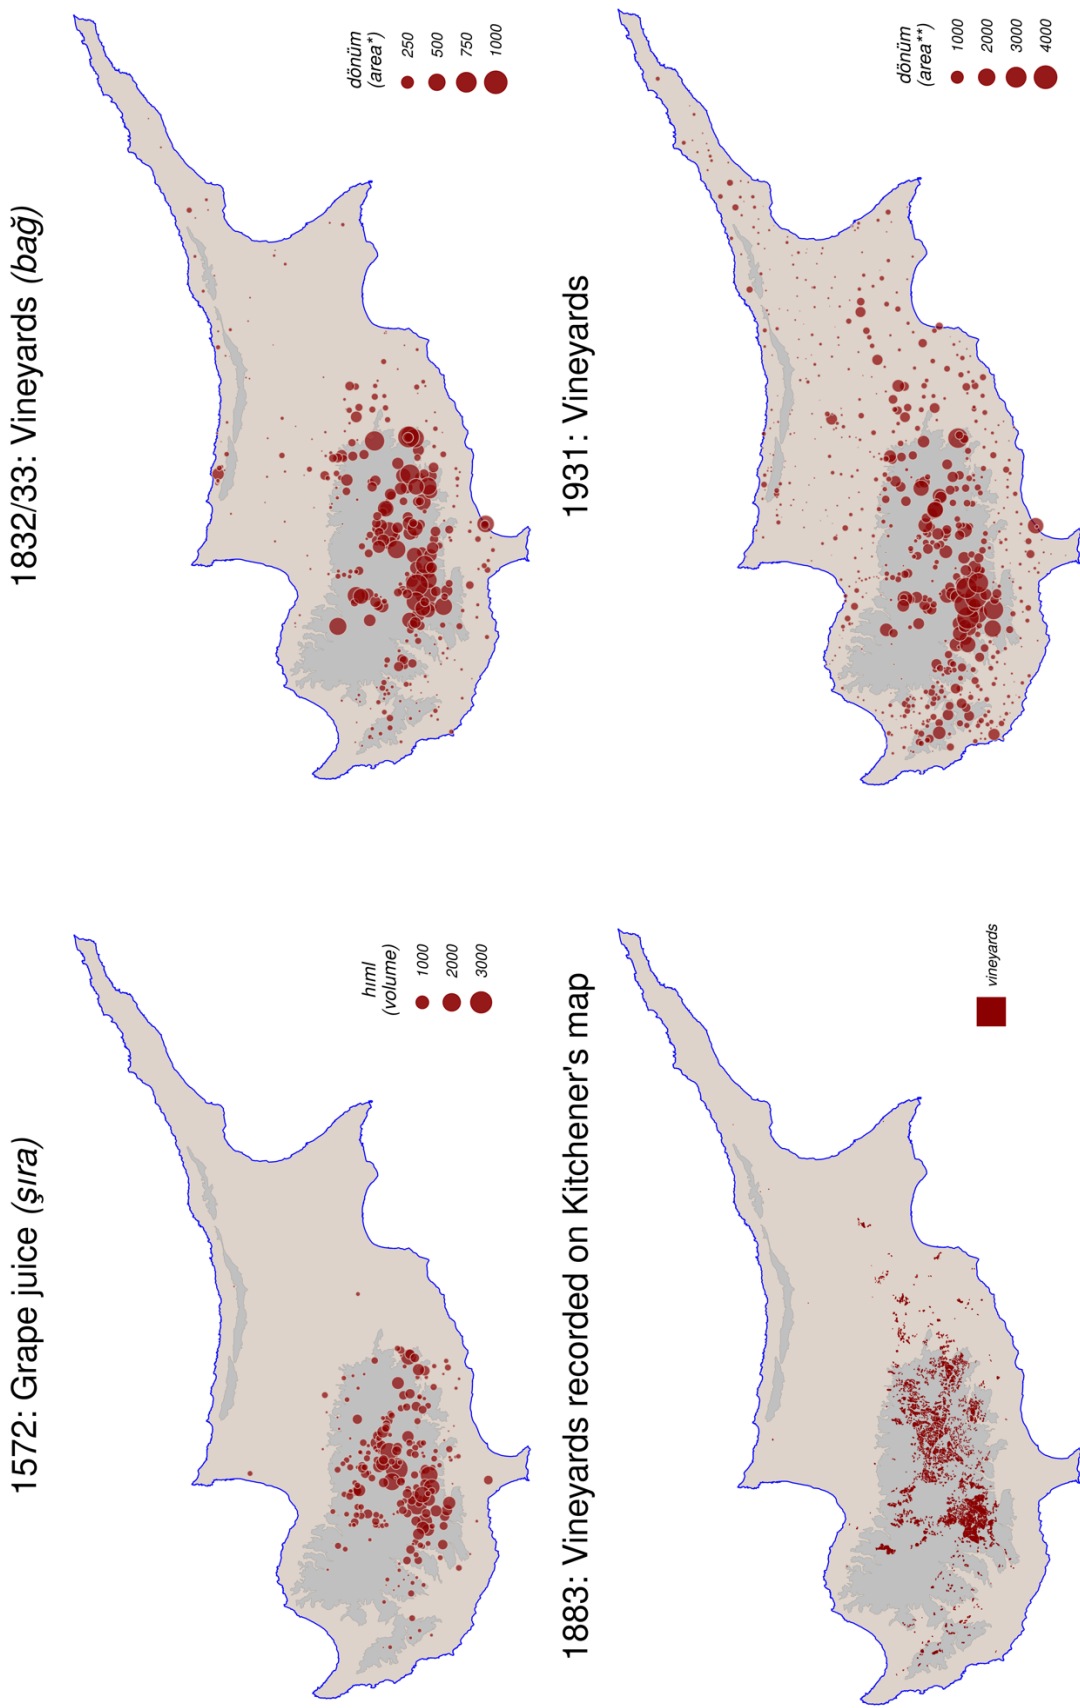 1572: Grape juice (şıra)
hıml
(volume)
1000
2000
3000
1832/33: Vineyards (bağ)
dönüm
(area*)
250
500
750
1000
1883: Vineyards recorded on Kitchener's map
vineyards
1931: Vineyards
dönüm
(area**)
1000
2000
3000
4000